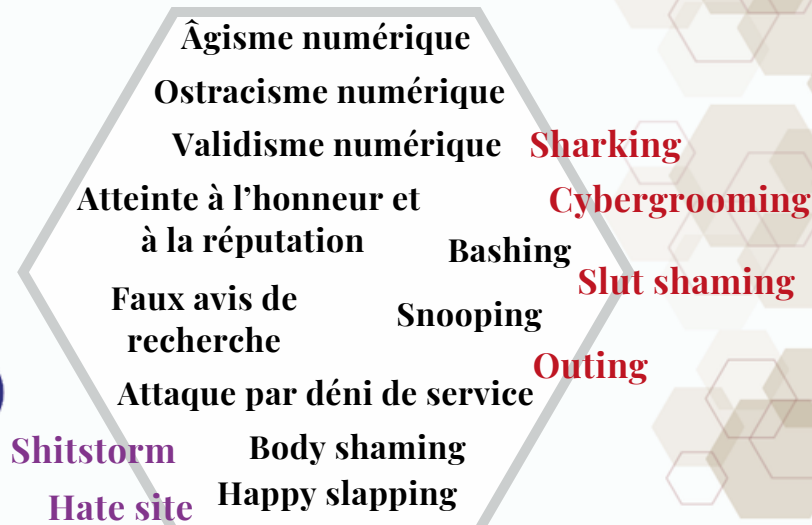 Âgisme numérique
Ostracisme numérique
Validisme numérique
Sharking
Atteinte à l’honneur et
à la réputation
Cybergrooming
Bashing
Slut shaming
Faux avis de
recherche
Snooping
Outing
Attaque par déni de service
Shitstorm
Body shaming
Hate site
Happy slapping